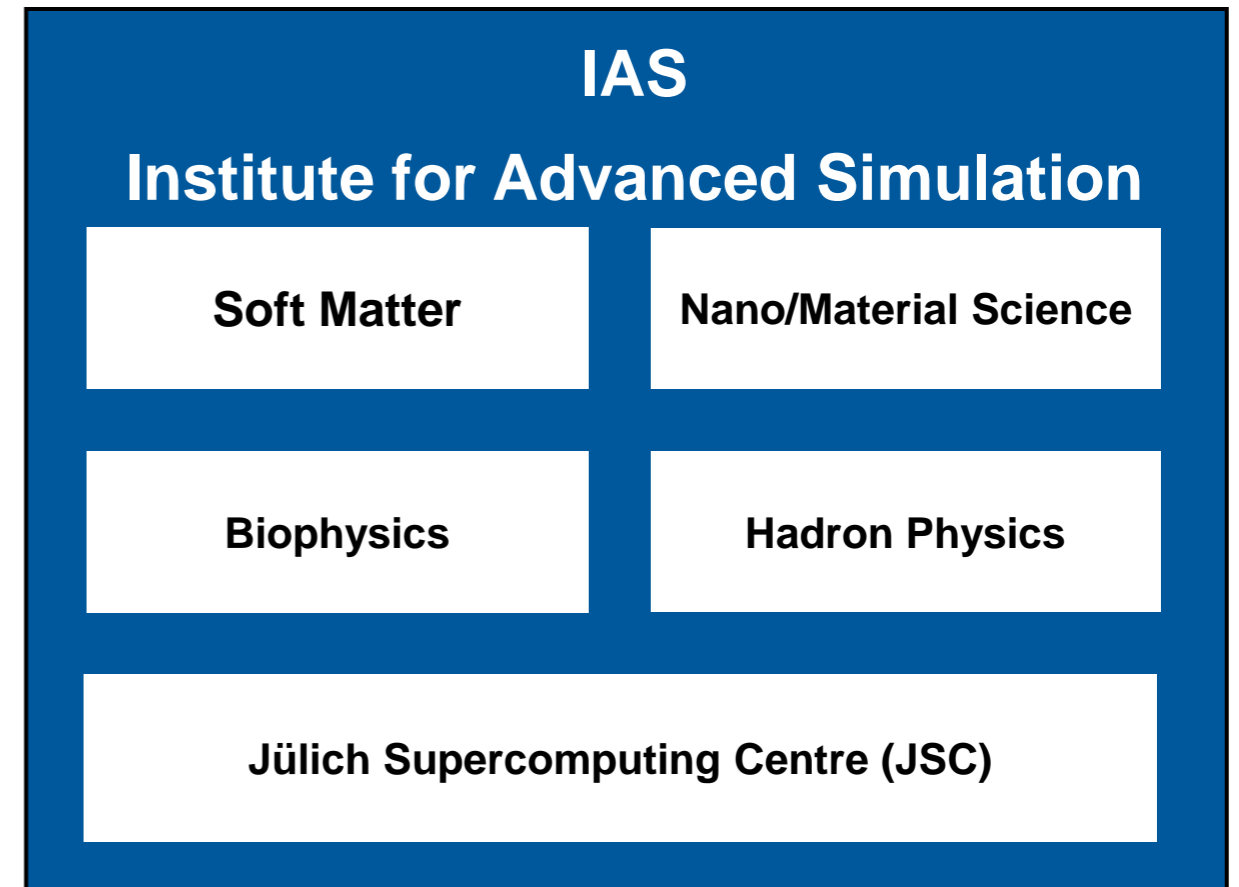 IAS
Institute for Advanced Simulation
Soft Matter
Nano/Material Science
Biophysics
Hadron Physics
Jülich Supercomputing Centre (JSC)